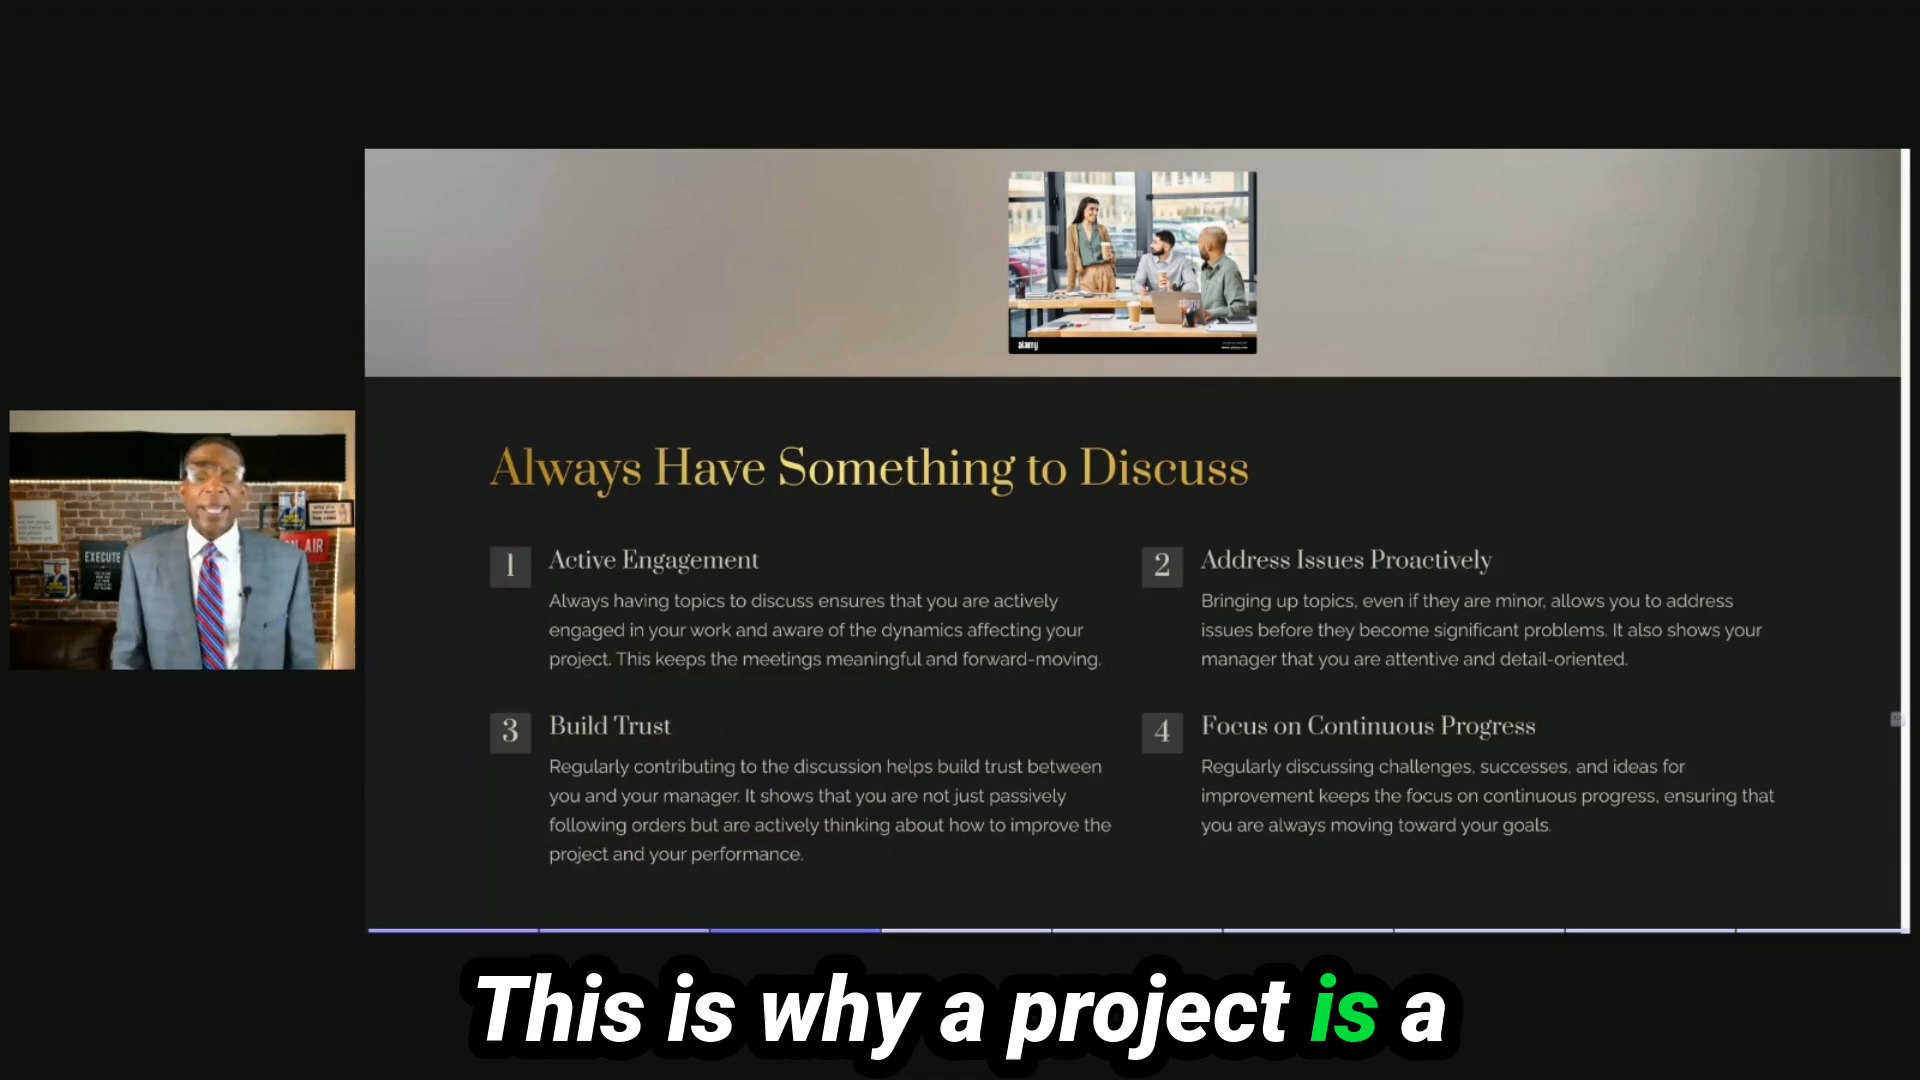 alamy
Always Have Something to Discuss
1
Active Engagement
Always having topics to discuss ensures that you are actively
engaged in your work and aware of the dynamics affecting your
project. This keeps the meetings meaningful and forward-moving.
2
Address Issues Proactively
Bringing up topics, even if they are minor, allows you to address
issues before they become significant problems. It also shows your
manager that you are attentive and detail-oriented.
3
Build Trust
Regularly contributing to the discussion helps build trust between
you and your manager. It shows that you are not just passively
following orders but are actively thinking about how to improve the
project and your performance.
4
Focus on Continuous Progress
Regularly discussing challenges, successes, and ideas for
improvement keeps the focus on continuous progress, ensuring that
you are always moving toward your goals.
EXECUTE
AIR
This is why a project is a